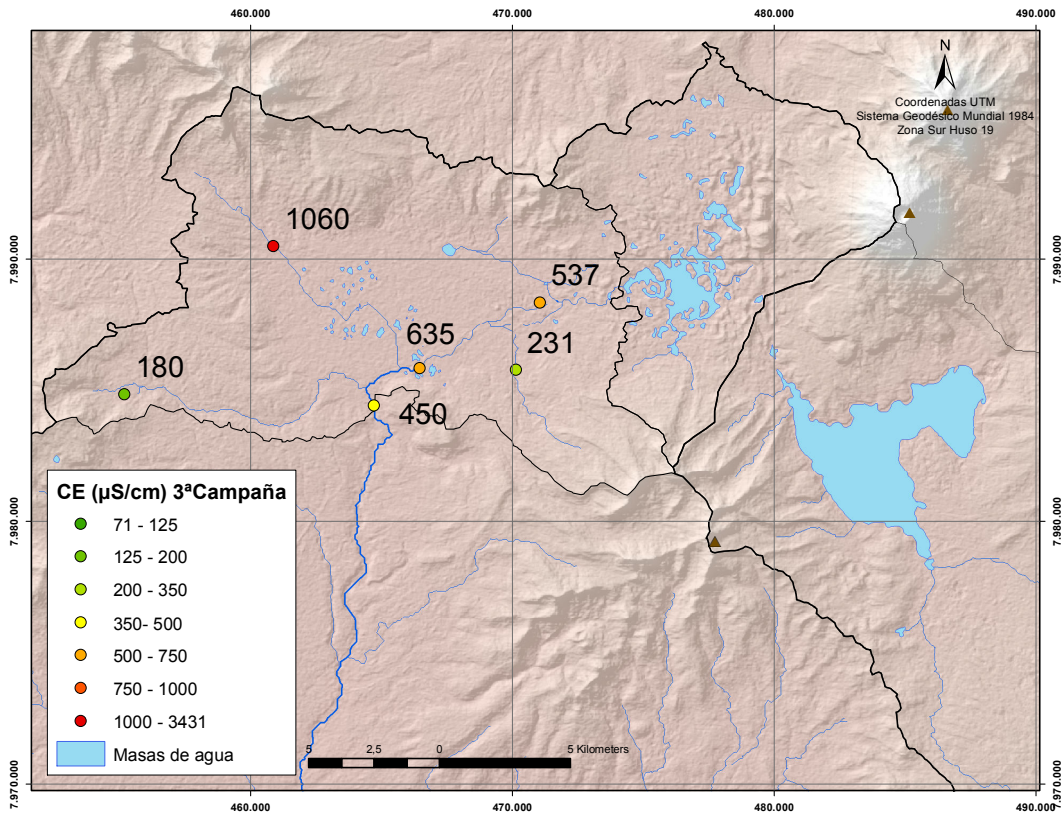 460.000 470.000 480.000 490.000
N
Coordenadas UTM
Sistema Geodésico Mundial 1984
Zona Sur Huso 19
7.990.000 7.990.000
1060
537
635
231
180
450
CE (µS/cm) 3ªCampaña
71 - 125
125 - 200
200 - 350
350- 500
500 - 750
750 - 1000
1000 - 3431
Masas de agua
7.980.000 7.980.000
5 2,5 0 5 Kilometers
7.970.000 7.970.000
460.000 470.000 480.000 490.000